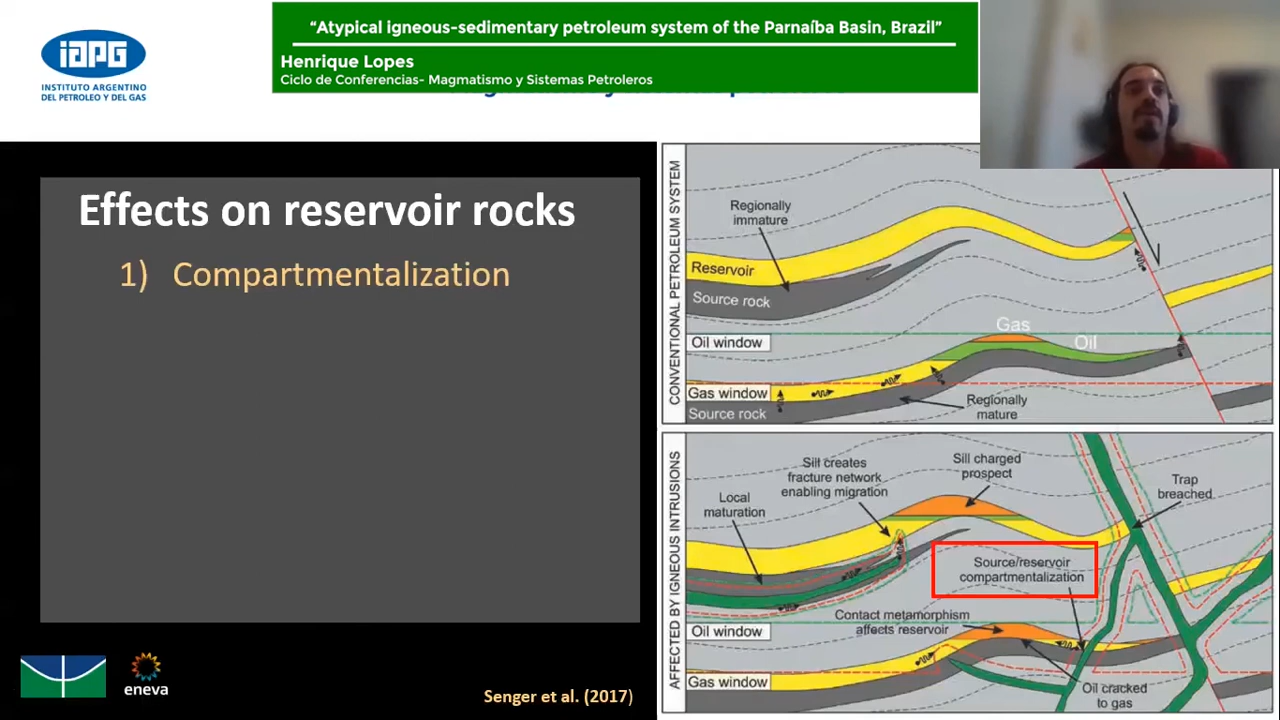 iAPG
INSTITUTO ARGENTINO
DEL PETROLEO Y DEL GAS
“Atypical igneous-sedimentary petroleum system of the Parnaíba Basin, Brazil”
Henrique Lopes
Ciclo de Conferencias- Magmatismo y Sistemas Petroleros
Effects on reservoir rocks
1) Compartmentalization
eneva
Senger et al. (2017)
CONVENTIONAL PETROLEUM SYSTEM
Regionally
immature
Reservoir
Source rock
Gas
Oil
Oil window
Gas window
Source rock
Regionally
mature
AFFECTED BY IGNEOUS INTRUSIONS
Sill creates
fracture network
enabling migration
Sill charged
prospect
Local
maturation
Trap
breached
Source/reservoir
compartmentalization
Contact metamorphism
affects reservoir
Oil window
Gas window
Oil cracked
to gas